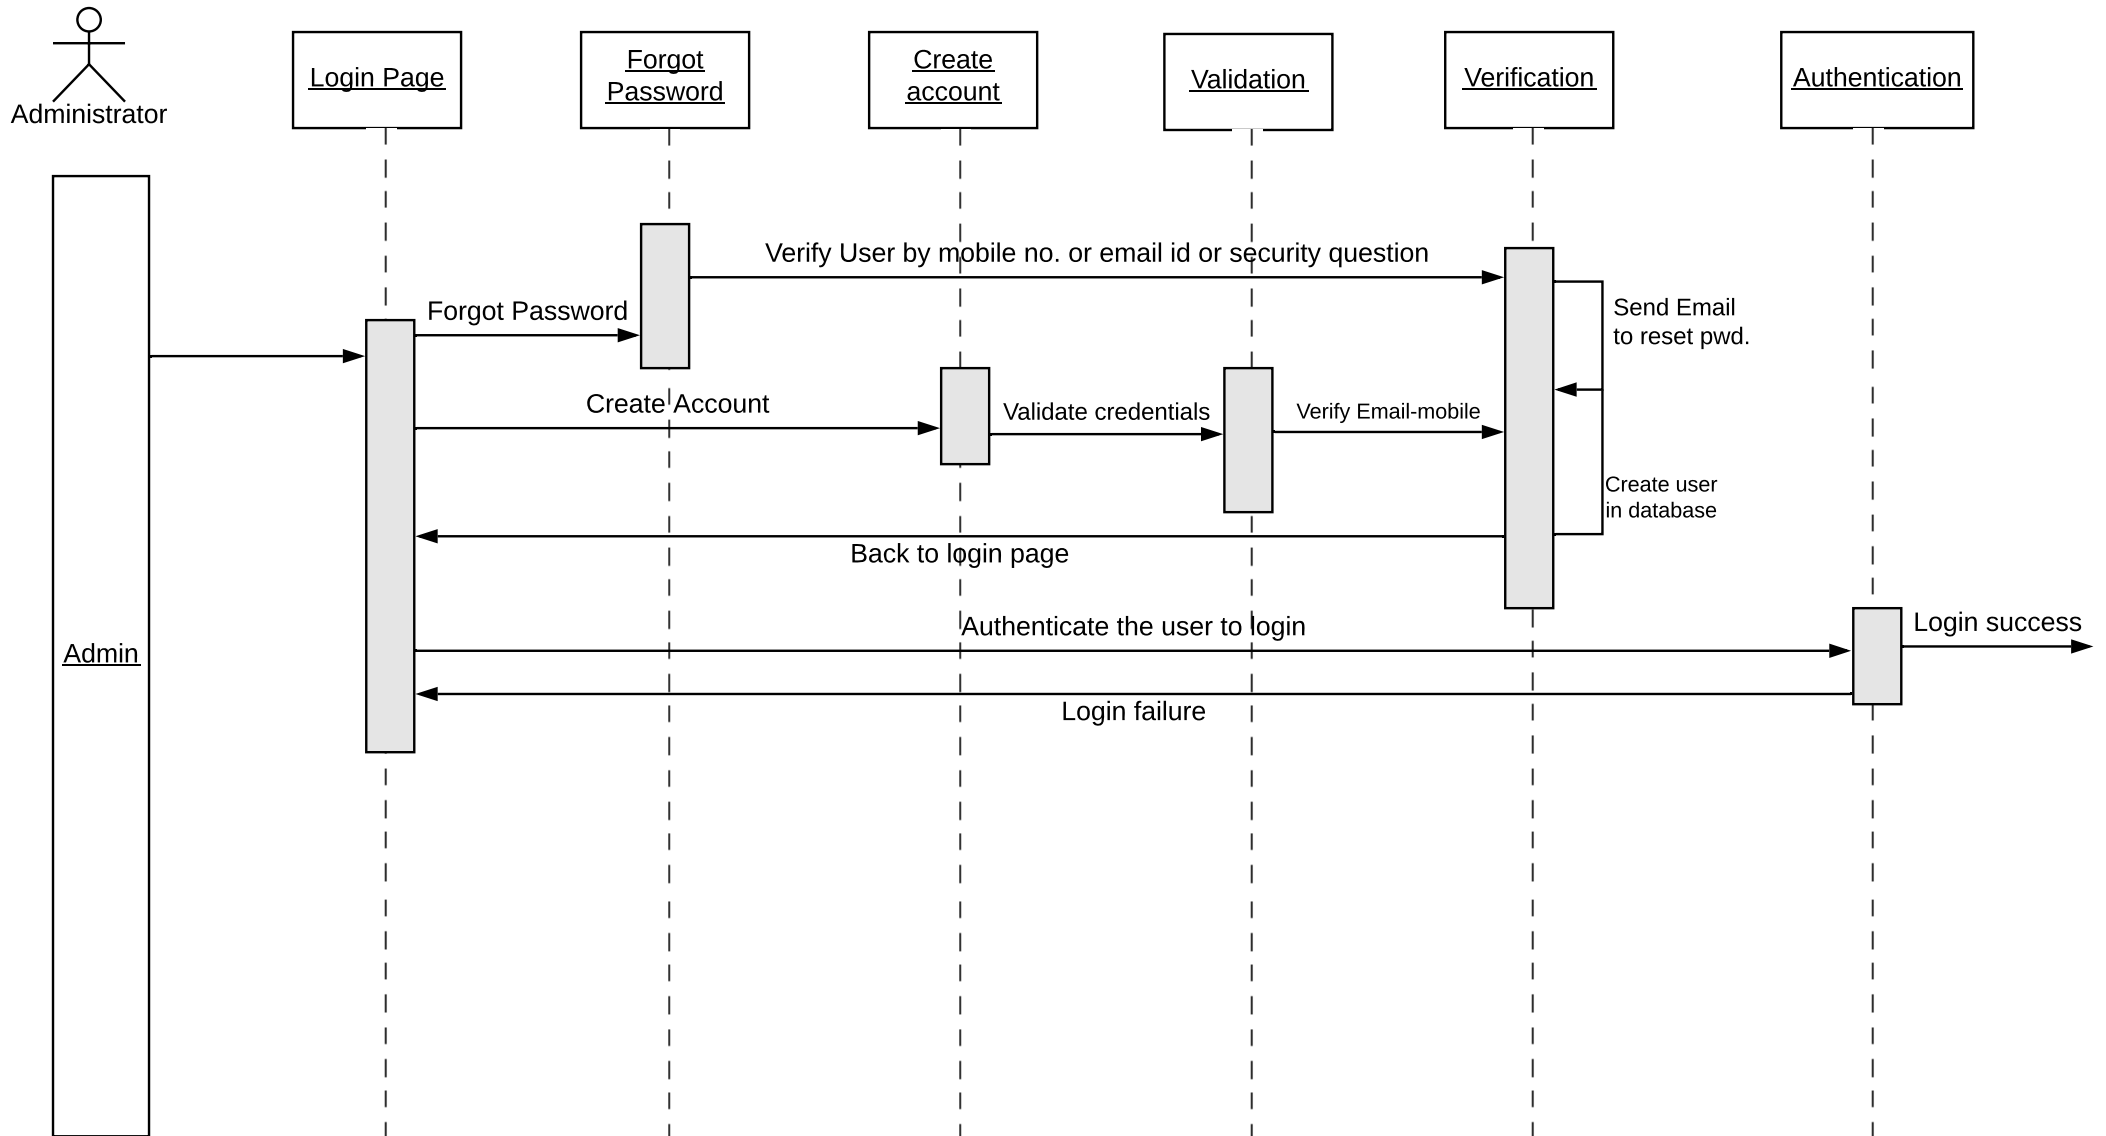 Administrator
Login Page
Forgot
Password
Create
account
Validation
Verification
Authentication
Verify User by mobile no. or email id or security question
Forgot Password
Send Email
to reset pwd.
Create Account
Validate credentials
Verify Email-mobile
Create user
in database
Back to login page
Admin
Authenticate the user to login
Login success
Login failure